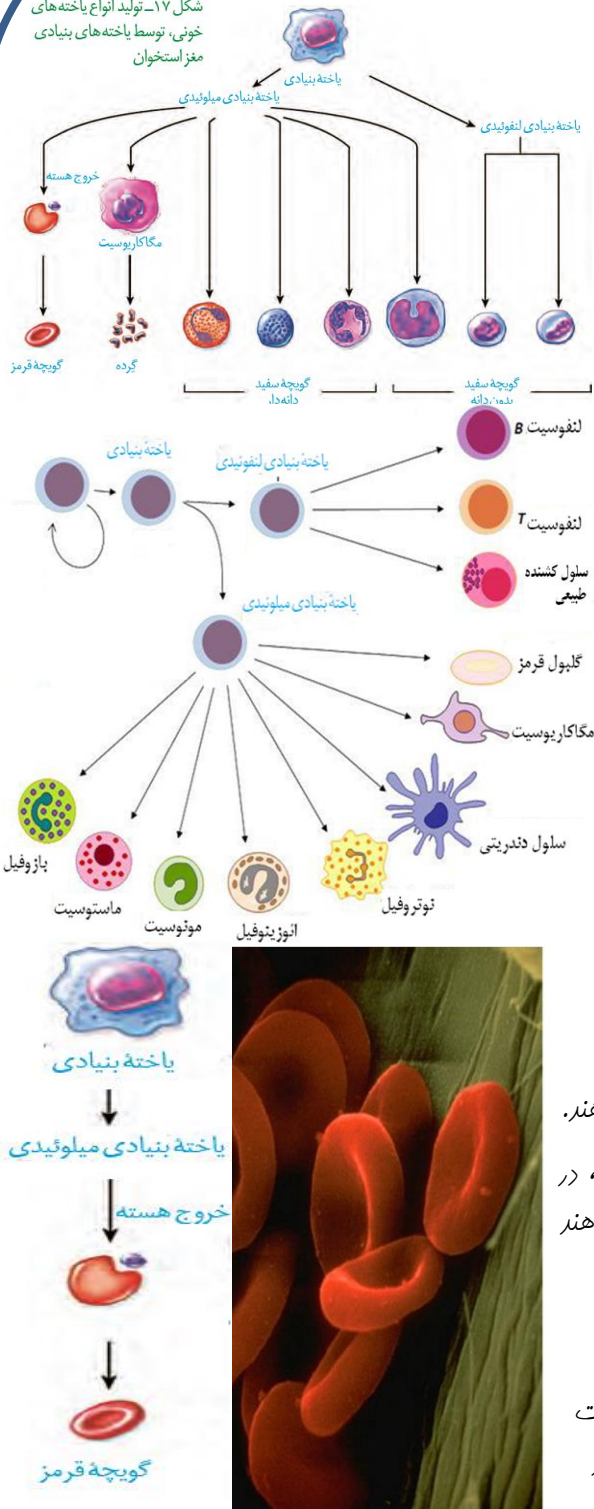 شکل ۱۷ـ تولید انواع یاخته‌های
خونی، توسط یاخته‌های بنیادی
مغز استخوان
یاختهٔ بنیادی
یاختهٔ بنیادی میلوئیدی
یاختهٔ بنیادی لنفوئیدی
خروج هسته
مگاکاریوسیت
گویچهٔ قرمز
گرده
گویچهٔ سفید
دانه‌دار
گویچهٔ سفید
بدون دانه
لنفوسیت B
یاختهٔ بنیادی
یاختهٔ بنیادی لنفوئیدی
لنفوسیت T
سلول کشنده
طبیعی
یاختهٔ بنیادی میلوئیدی
گلبول قرمز
مگاکاریوسیت
سلول دندریتی
بازوفیل
ماستوسیت
مونوسیت
ائوزینوفیل
نوتروفیل
یاختهٔ بنیادی
یاختهٔ بنیادی میلوئیدی
خروج هسته
گویچهٔ قرمز
، در